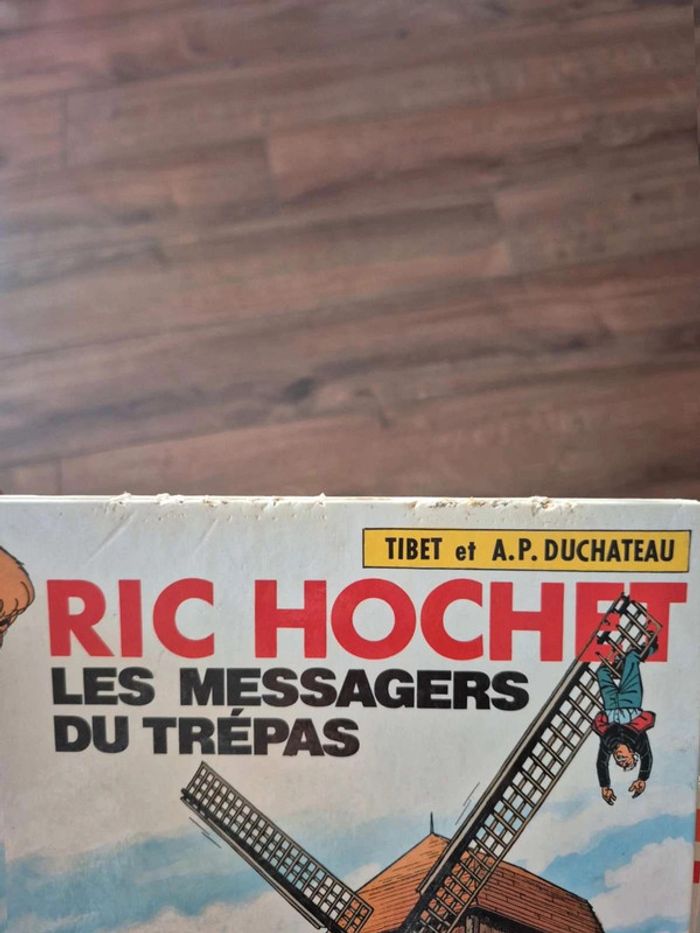 TIBET et A.P. DUCHATEAU
RIC HOCHET
LES MESSAGERS
DU TRÉPAS